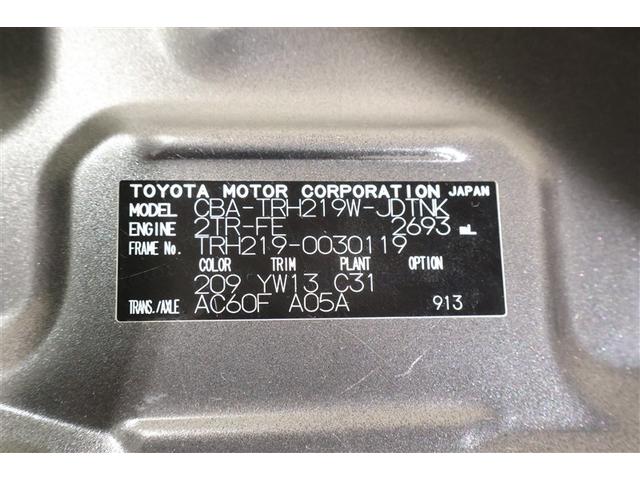 TOYOTA MOTOR CORPORATION JAPAN
MODEL CBA-TRH219W-JDTNK
ENGINE 2TR-FE 2693 mL
FRAME No. TRH219-0030119
COLOR TRIM PLANT OPTION
209 YW13 C31
TRANS./AXLE AC60F A05A 913